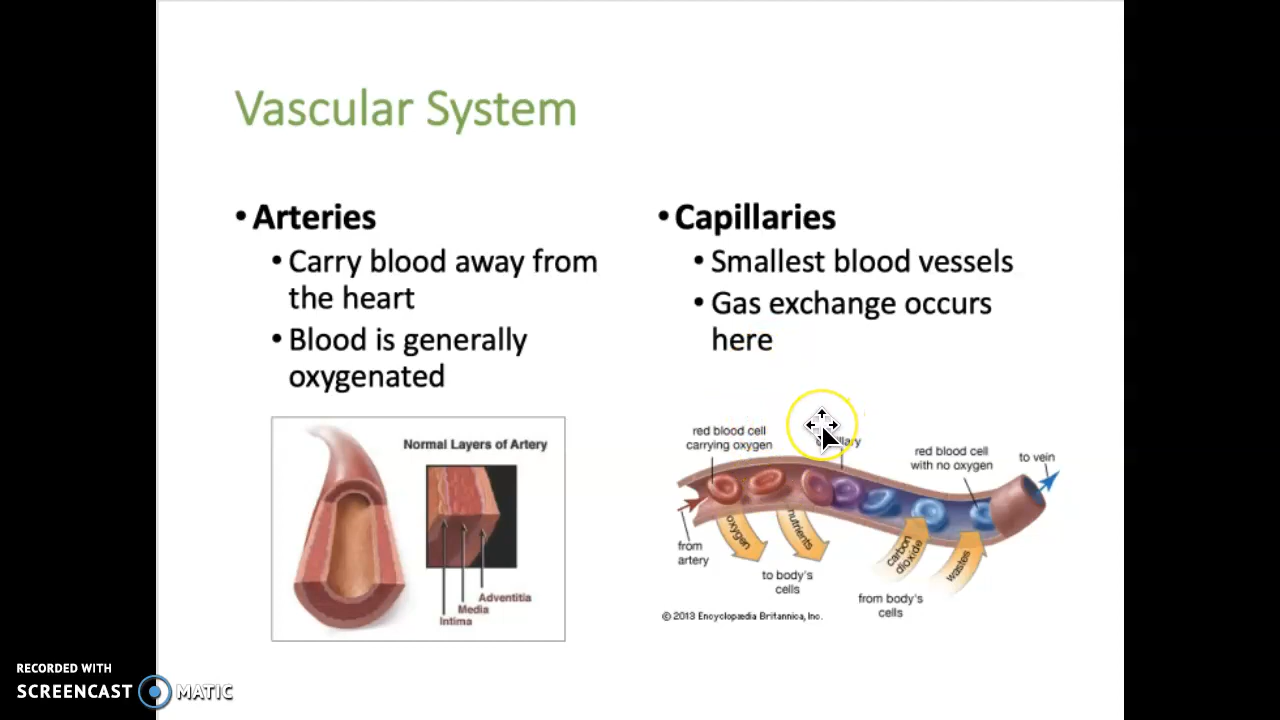 Vascular System
• Arteries
• Carry blood away from
the heart
• Blood is generally
oxygenated
Normal Layers of Artery
Adventitia
Media
Intima
• Capillaries
• Smallest blood vessels
• Gas exchange occurs
here
red blood cell
carrying oxygen
red blood cell
with no oxygen
to vein
from
artery
oxygen
nutrients
to body's
cells
carbon
dioxide
wastes
from body's
cells
© 2013 Encyclopædia Britannica, Inc.
RECORDED WITH
SCREENCAST MATIC